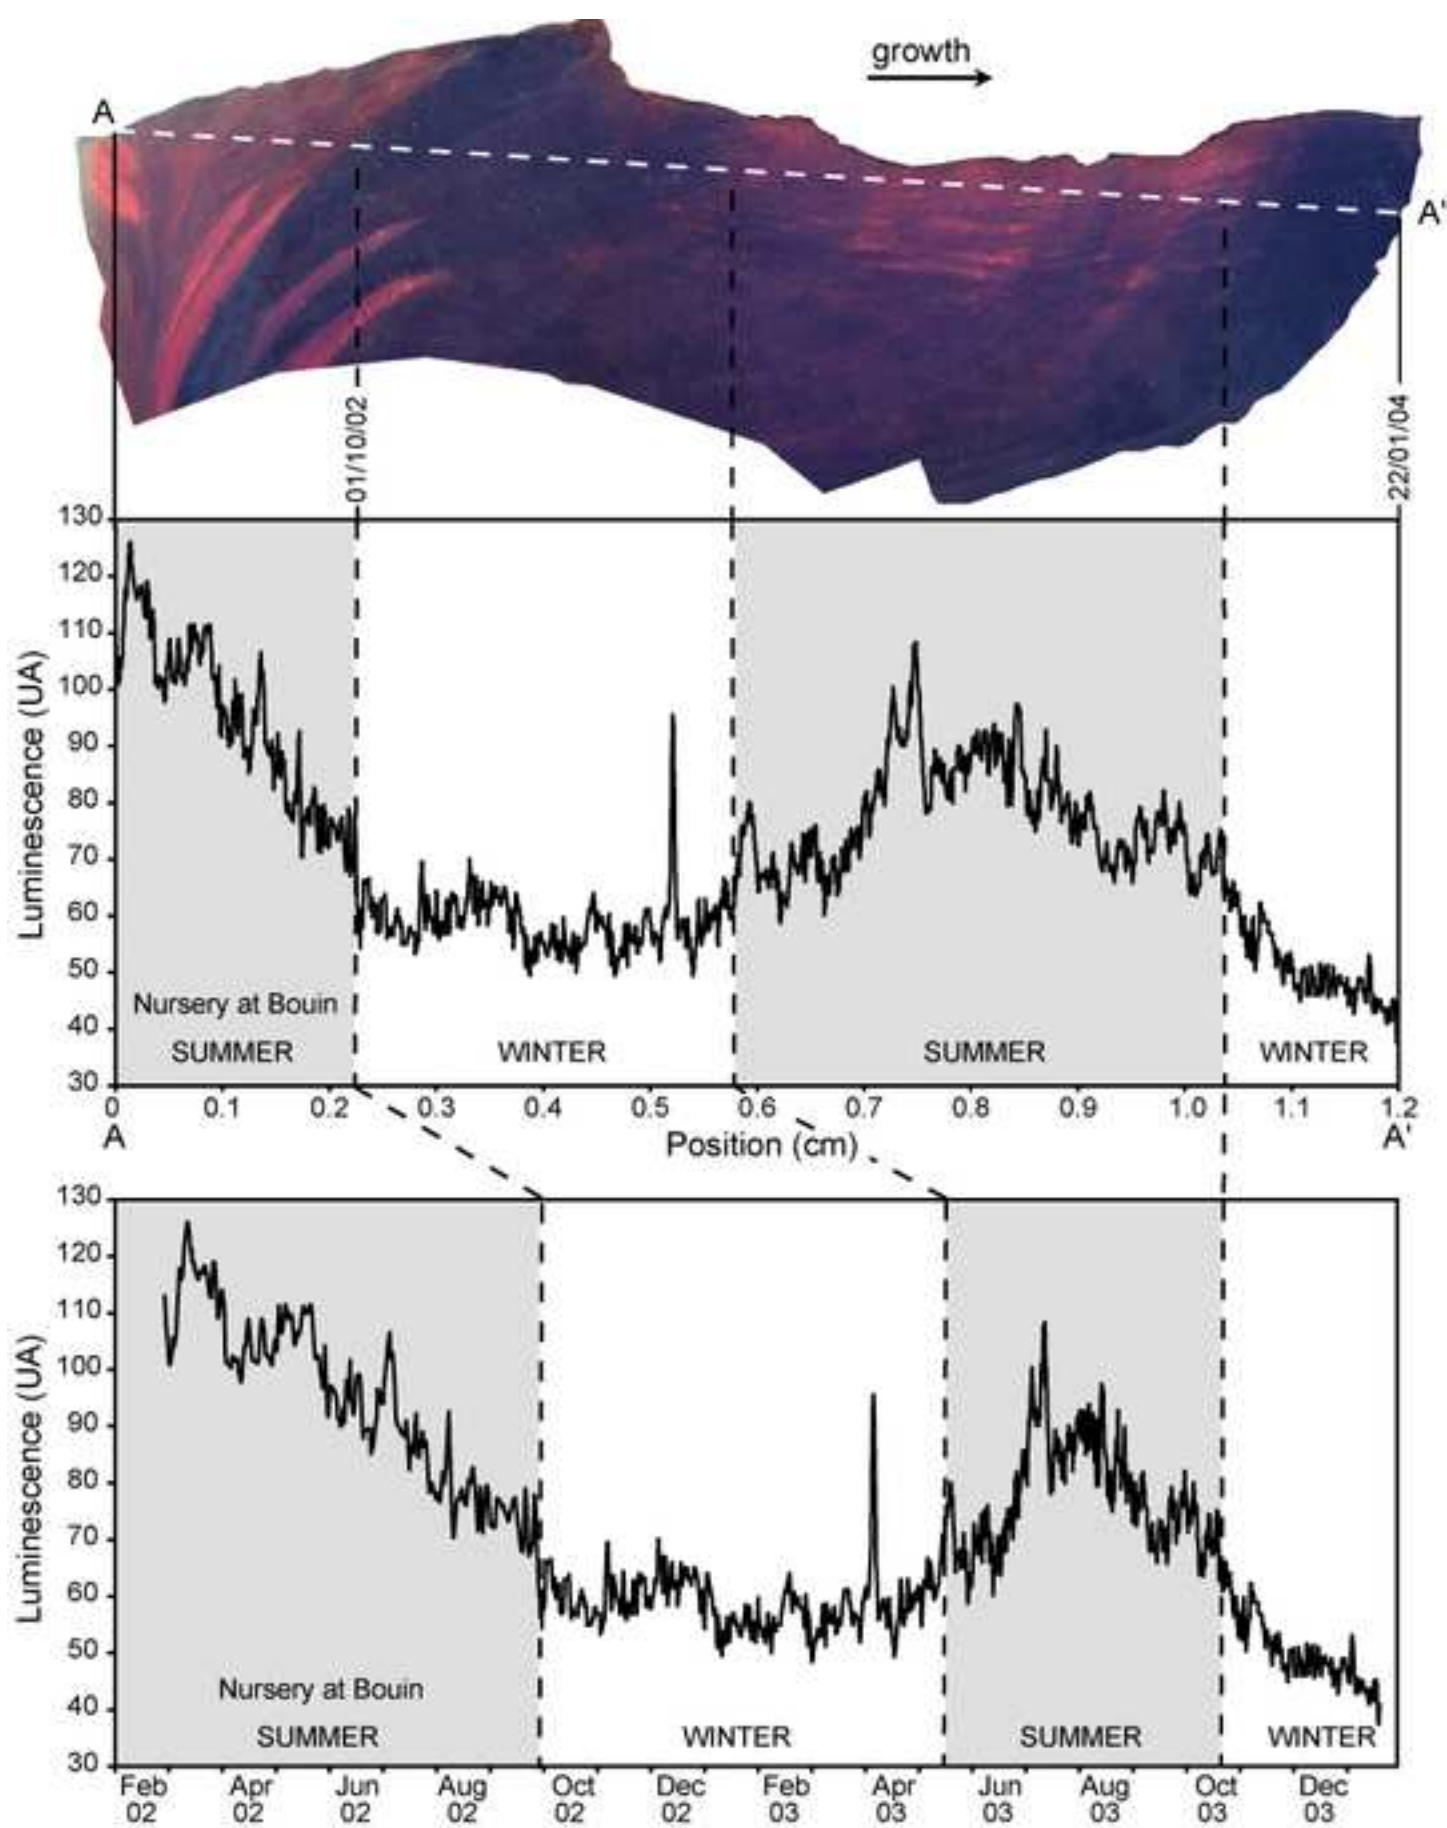 growth
A
A'
01/10/02
22/01/04
130
120
110
100
90
80
70
60
50
40
30
Luminescence (UA)
Nursery at Bouin
SUMMER WINTER SUMMER WINTER
0 0.1 0.2 0.3 0.4 0.5 0.6 0.7 0.8 0.9 1.0 1.1 1.2
A Position (cm) A'
130
120
110
100
90
80
70
60
50
40
30
Luminescence (UA)
Nursery at Bouin
SUMMER WINTER SUMMER WINTER
Feb Apr Jun Aug Oct Dec Feb Apr Jun Aug Oct Dec
02 02 02 02 02 02 03 03 03 03 03 03